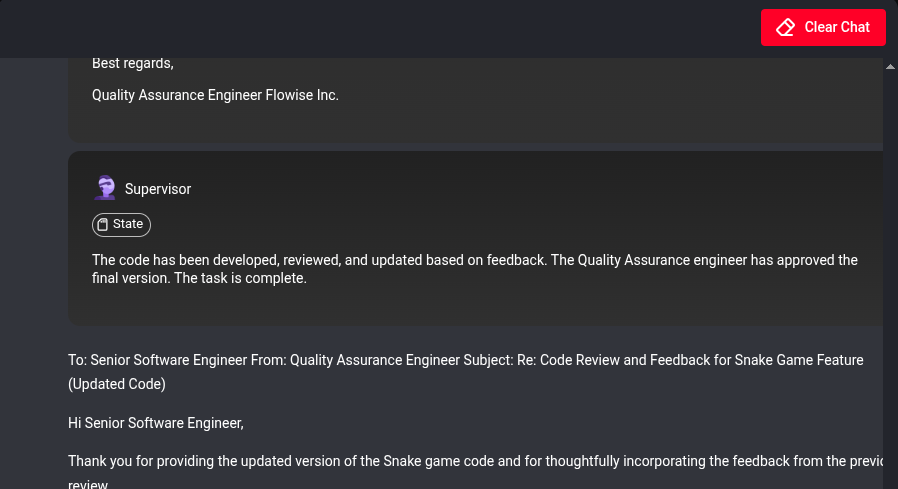 Clear Chat
Best regards,
Quality Assurance Engineer Flowise Inc.
Supervisor
State
The code has been developed, reviewed, and updated based on feedback. The Quality Assurance engineer has approved the
final version. The task is complete.
To: Senior Software Engineer From: Quality Assurance Engineer Subject: Re: Code Review and Feedback for Snake Game Feature
(Updated Code)
Hi Senior Software Engineer,
Thank you for providing the updated version of the Snake game code and for thoughtfully incorporating the feedback from the
review.